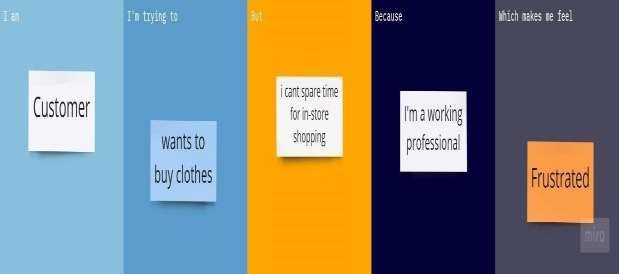 I am
I'm trying to
But
Because
Which makes me feel
Customer
wants to
buy clothes
i cant spare time
for in-store
shopping
I'm a working
professional
Frustrated
miro